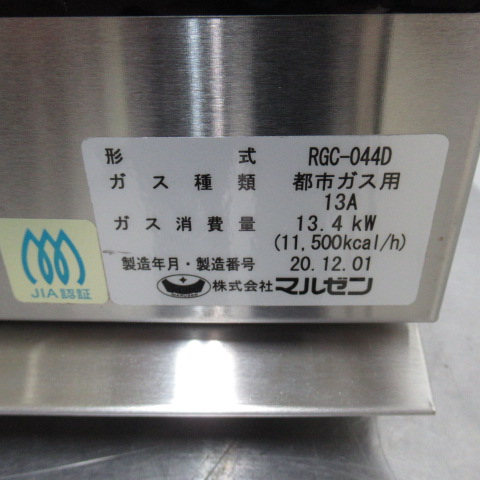 形 式 RGC-044D
ガス種類 都市ガス用
13A
ガス消費量 13.4 kW
(11,500kcal/h)
製造年月・製造番号 20.12.01
株式会社マルゼン
JIA認証